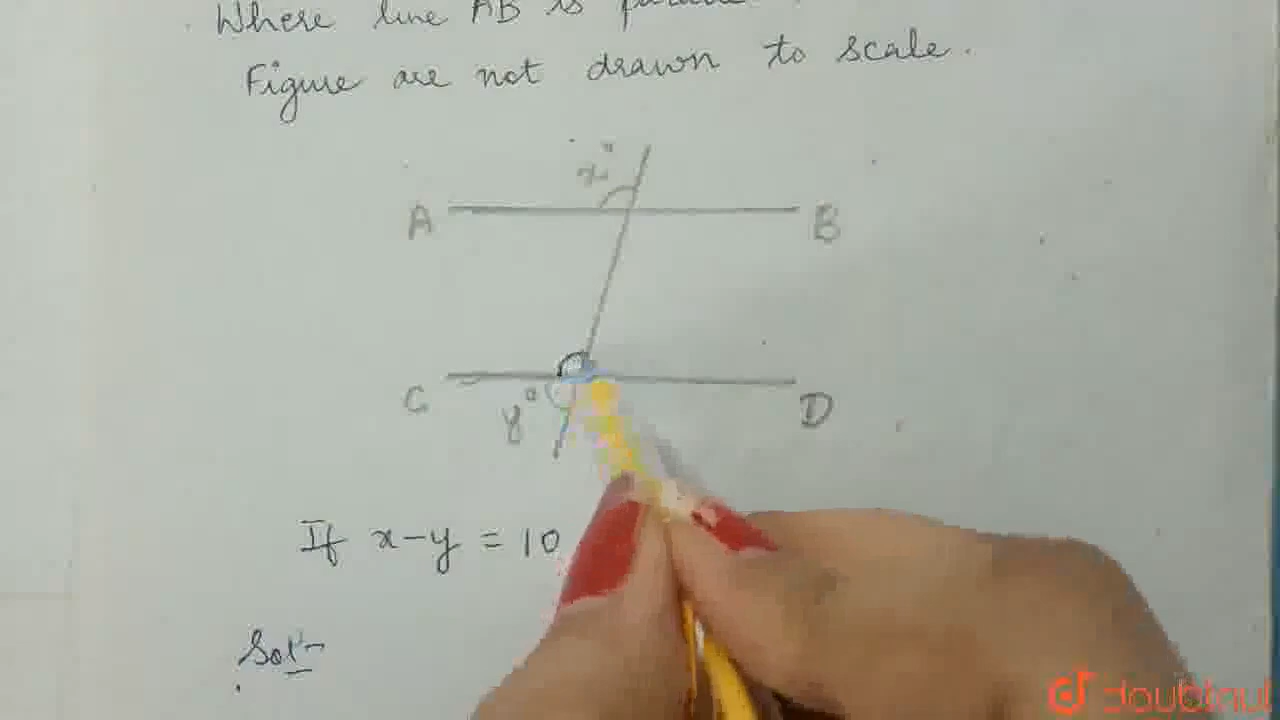 Where line AB is
Figure are not drawn to scale.
x°
A B
C y° D
If x-y = 10
Sol:-
doubtnut